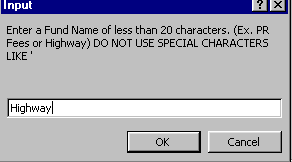 Input
Enter a Fund Name of less than 20 characters. (Ex. PR
Fees or Highway) DO NOT USE SPECIAL CHARACTERS
LIKE '
Highway
OK Cancel